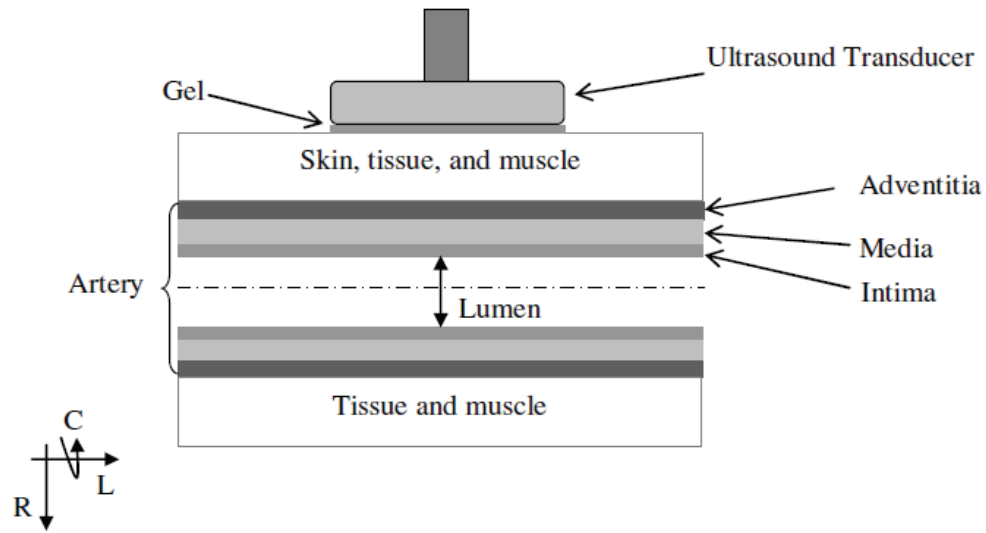 Ultrasound Transducer
Gel
Skin, tissue, and muscle
Adventitia
Media
Artery
Intima
Lumen
Tissue and muscle
C
L
R